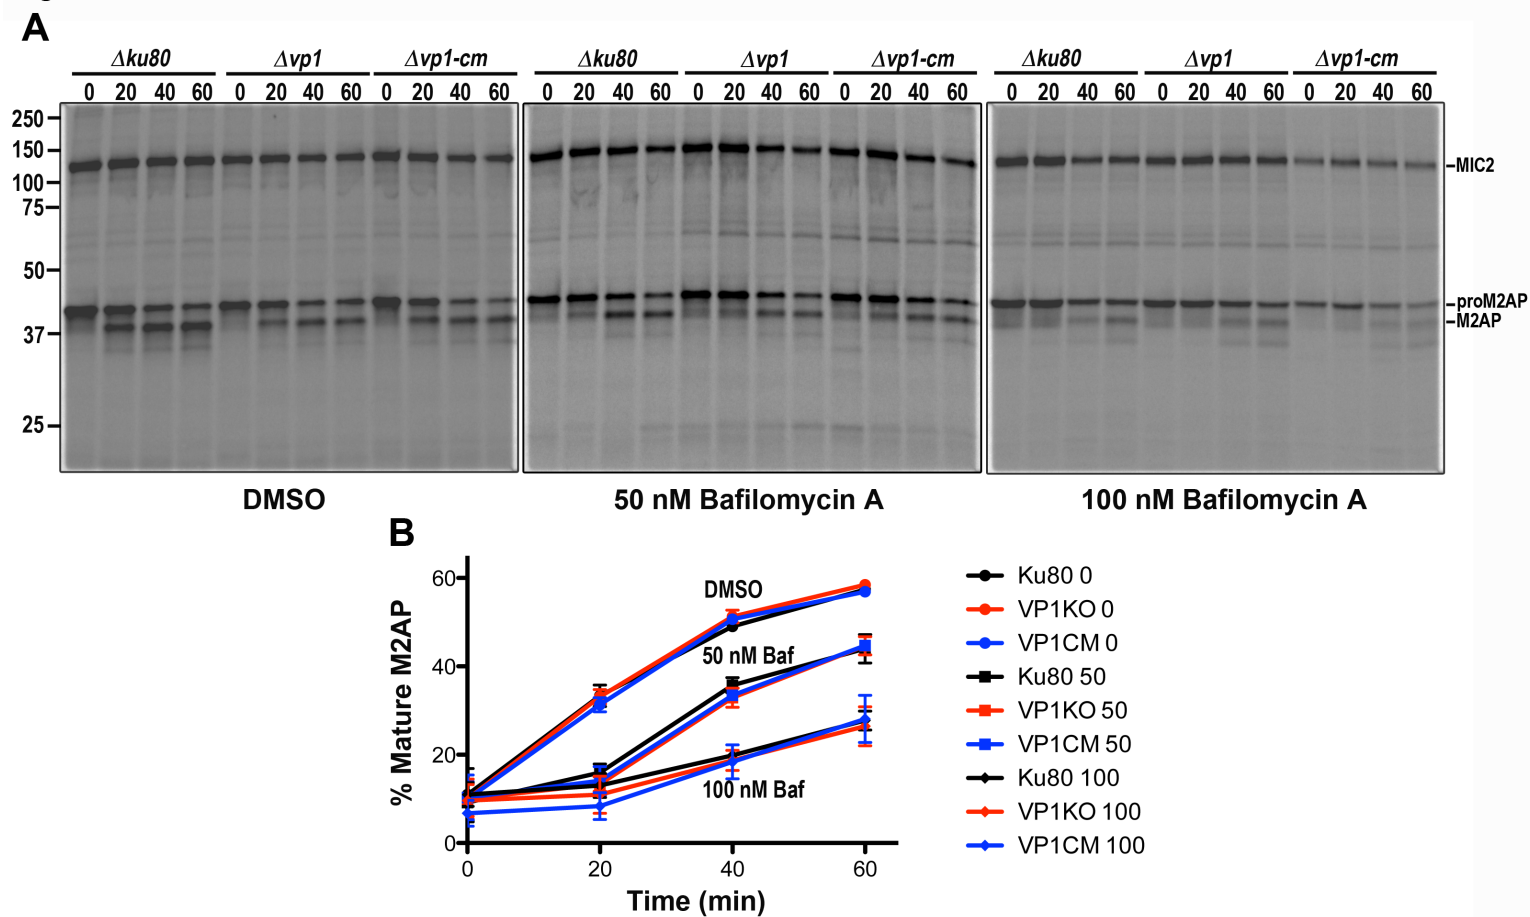 A
Δku80 Δvp1 Δvp1-cm Δku80 Δvp1 Δvp1-cm Δku80 Δvp1 Δvp1-cm
0 20 40 60 0 20 40 60 0 20 40 60 0 20 40 60 0 20 40 60 0 20 40 60 0 20 40 60 0 20 40 60 0 20 40 60
250
150
MIC2
100
75
50
proM2AP
M2AP
37
25
DMSO 50 nM Bafilomycin A 100 nM Bafilomycin A
B
% Mature M2AP
60
40
20
0
DMSO
50 nM Baf
100 nM Baf
0 20 40 60
Time (min)
Ku80 0
VP1KO 0
VP1CM 0
Ku80 50
VP1KO 50
VP1CM 50
Ku80 100
VP1KO 100
VP1CM 100